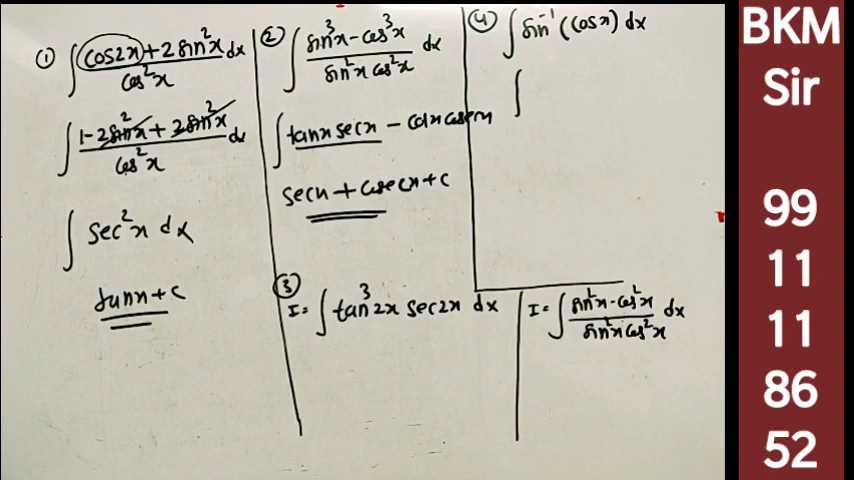 ① ∫ cos2x + 2 sin²x / cos²x dx
∫ 1 - 2sin²x + 2sin²x / cos²x dx
∫ sec²x dx
tanx + c
② ∫ sin³x - cos³x / sin²x cos²x dx
∫ tanx secx - cotx cosecx
secx + cosecx + c
③
I = ∫ tan³2x sec2x dx
④ ∫ sin⁻¹(cosx) dx
∫
I = ∫ sin²x - cos²x / sin²x cos²x dx
BKM
Sir
99
11
11
86
52